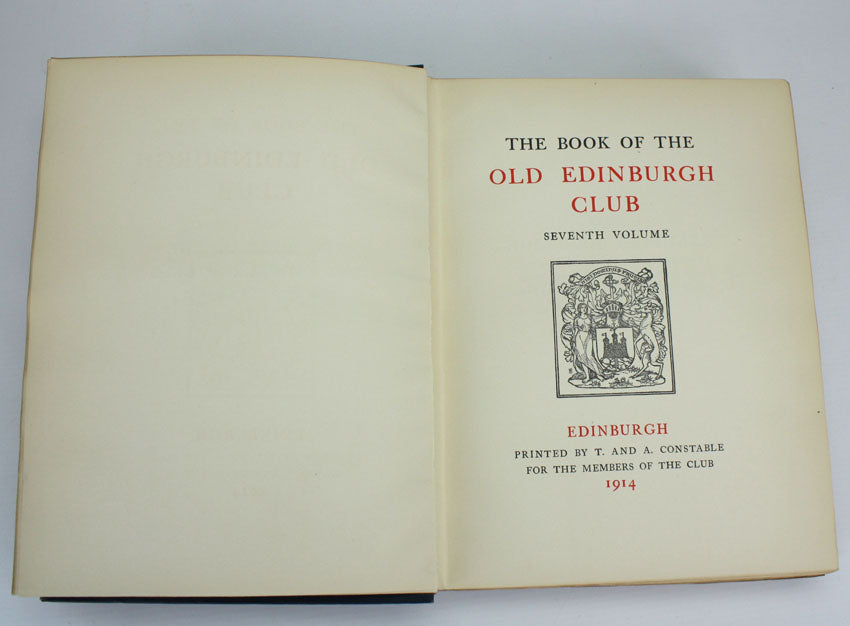 THE BOOK OF THE
OLD EDINBURGH
CLUB
SEVENTH VOLUME
EDINBURGH
PRINTED BY T. AND A. CONSTABLE
FOR THE MEMBERS OF THE CLUB
1914